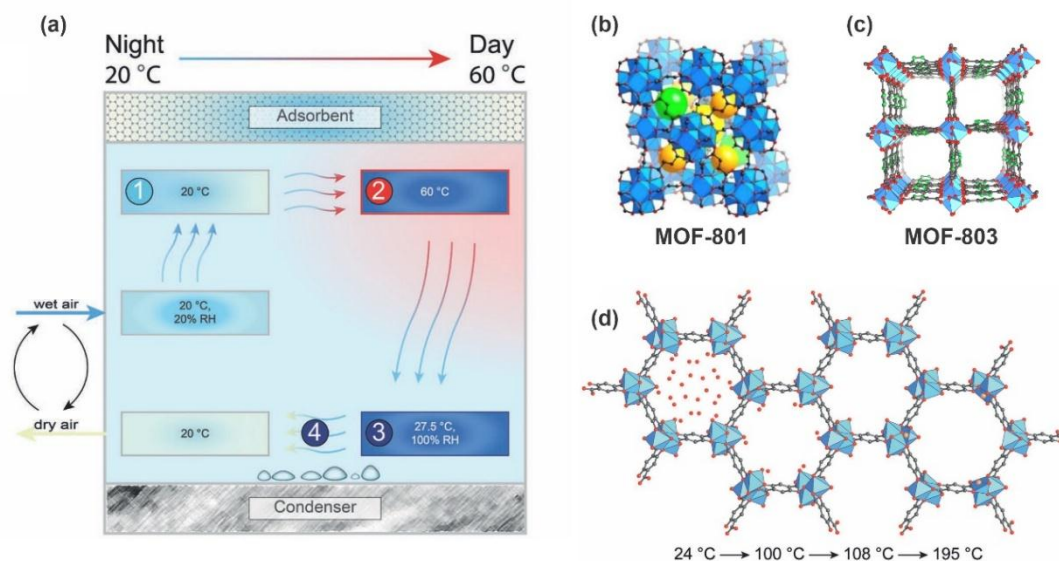 (a)
Night
20 °C
Day
60 °C
Adsorbent
1
20 °C
2
60 °C
wet air
20 °C,
20% RH
dry air
20 °C
4
3
27.5 °C,
100% RH
Condenser
(b)
MOF-801
(c)
MOF-803
(d)
24 °C → 100 °C → 108 °C → 195 °C